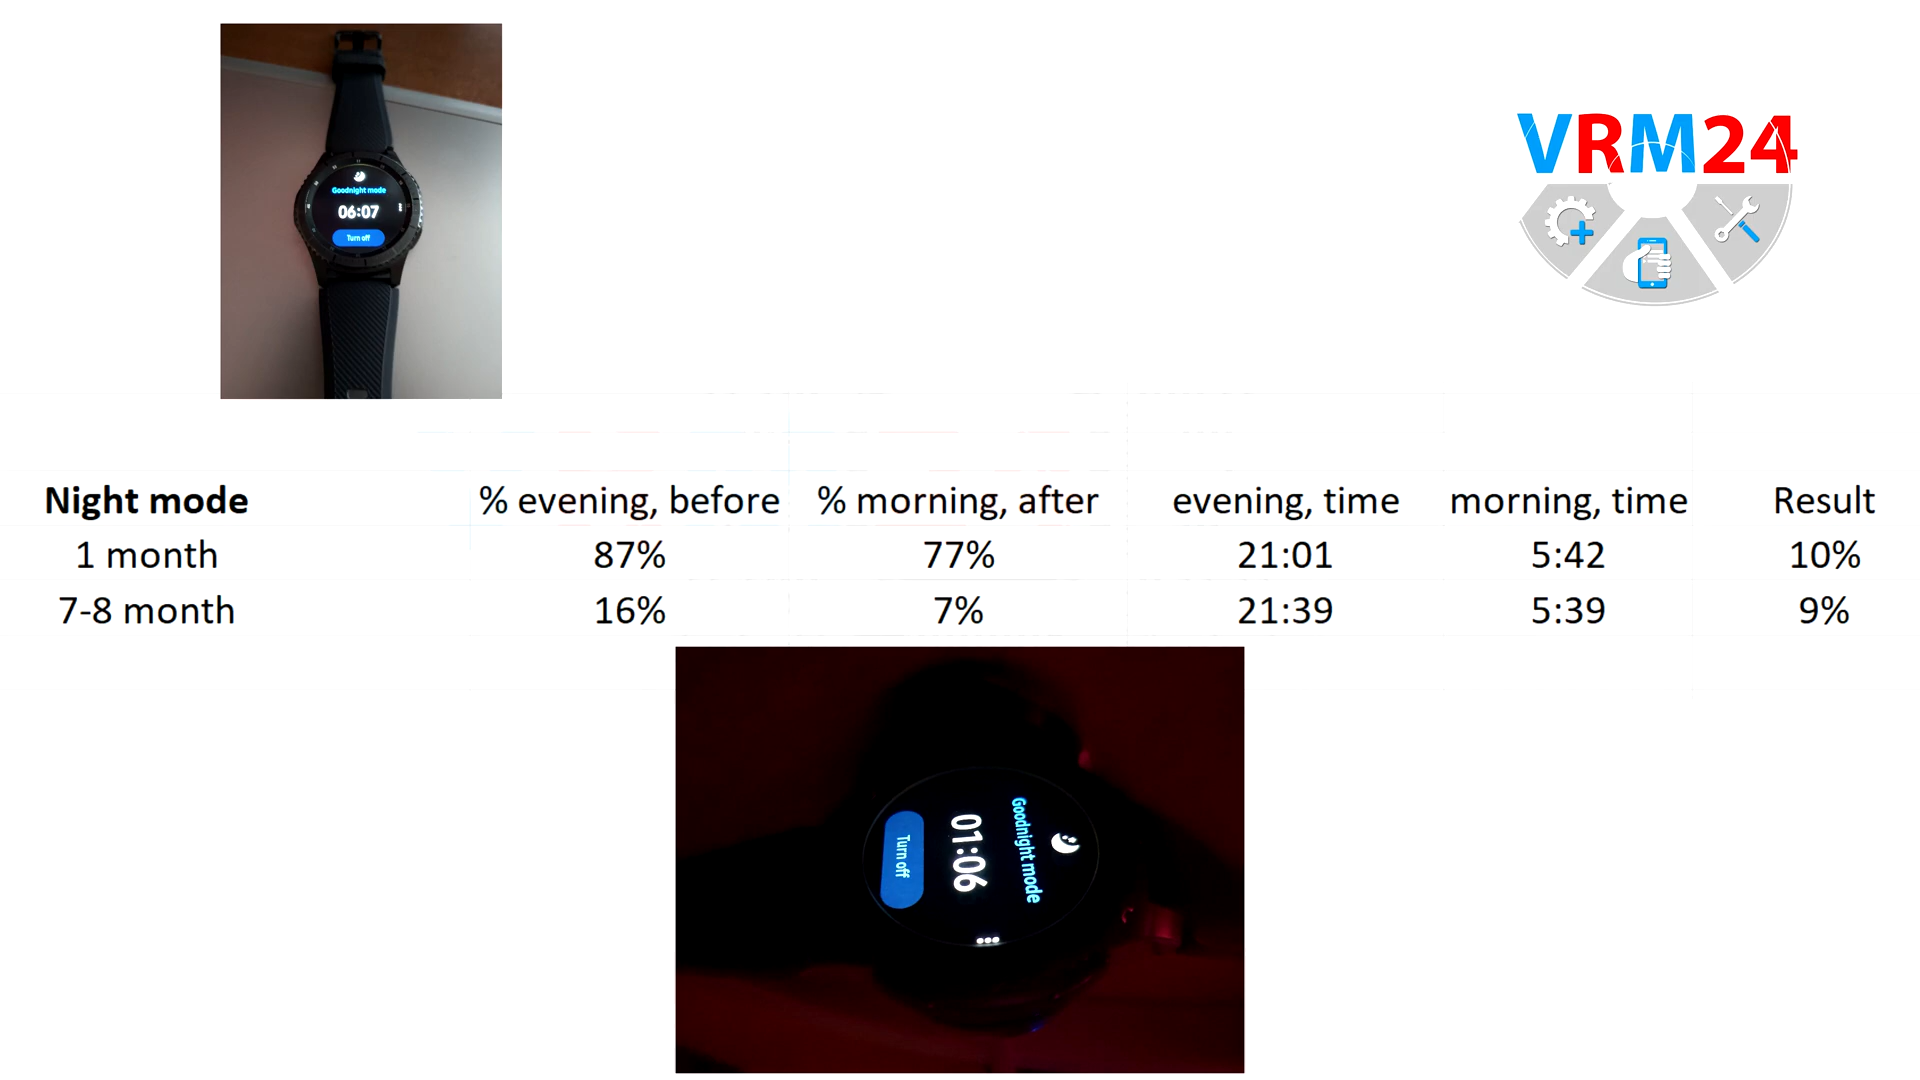 Goodnight mode
06:07
Turn off
VRM24
Night mode % evening, before % morning, after evening, time morning, time Result
1 month 87% 77% 21:01 5:42 10%
7-8 month 16% 7% 21:39 5:39 9%
Goodnight mode
01:06
Turn off